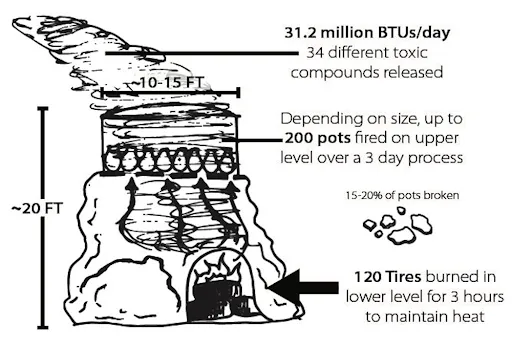 31.2 million BTUs/day
34 different toxic
compounds released
~10-15 FT
Depending on size, up to
200 pots fired on upper
level over a 3 day process
~20 FT
15-20% of pots broken
120 Tires burned in
lower level for 3 hours
to maintain heat